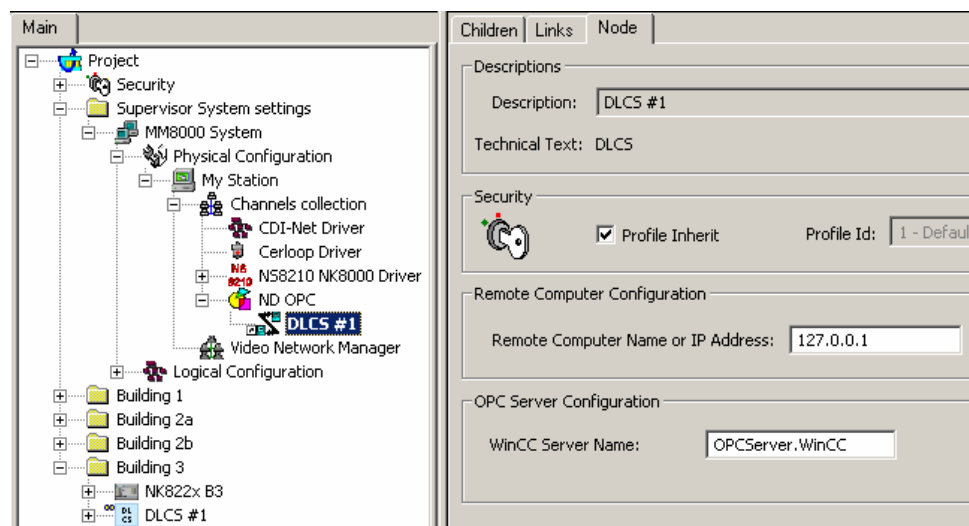 Main
Project
Security
Supervisor System settings
MM8000 System
Physical Configuration
My Station
Channels collection
CDI-Net Driver
Cerloop Driver
NS8210 NK8000 Driver
ND OPC
DLCS #1
Video Network Manager
Logical Configuration
Building 1
Building 2a
Building 2b
Building 3
NK822x B3
DLCS #1
Children Links Node
Descriptions
Description: DLCS #1
Technical Text: DLCS
Security
Profile Inherit Profile Id: 1 - Defaul
Remote Computer Configuration
Remote Computer Name or IP Address: 127.0.0.1
OPC Server Configuration
WinCC Server Name: OPCServer.WinCC